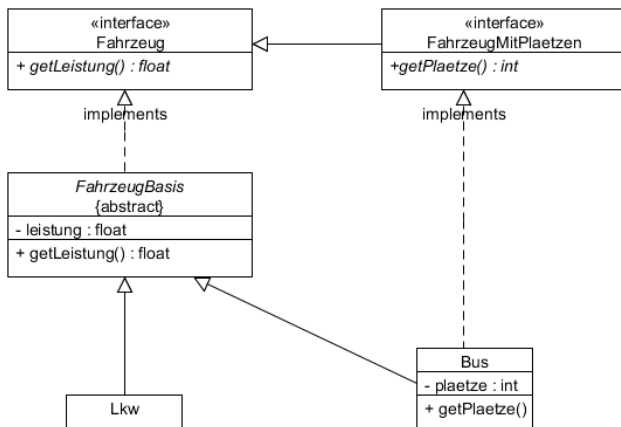 «interface»
Fahrzeug
+ getLeistung() : float
«interface»
FahrzeugMitPlaetzen
+getPlaetze() : int
implements
implements
FahrzeugBasis
{abstract}
- leistung : float
+ getLeistung() : float
Bus
- plaetze : int
+ getPlaetze()
Lkw